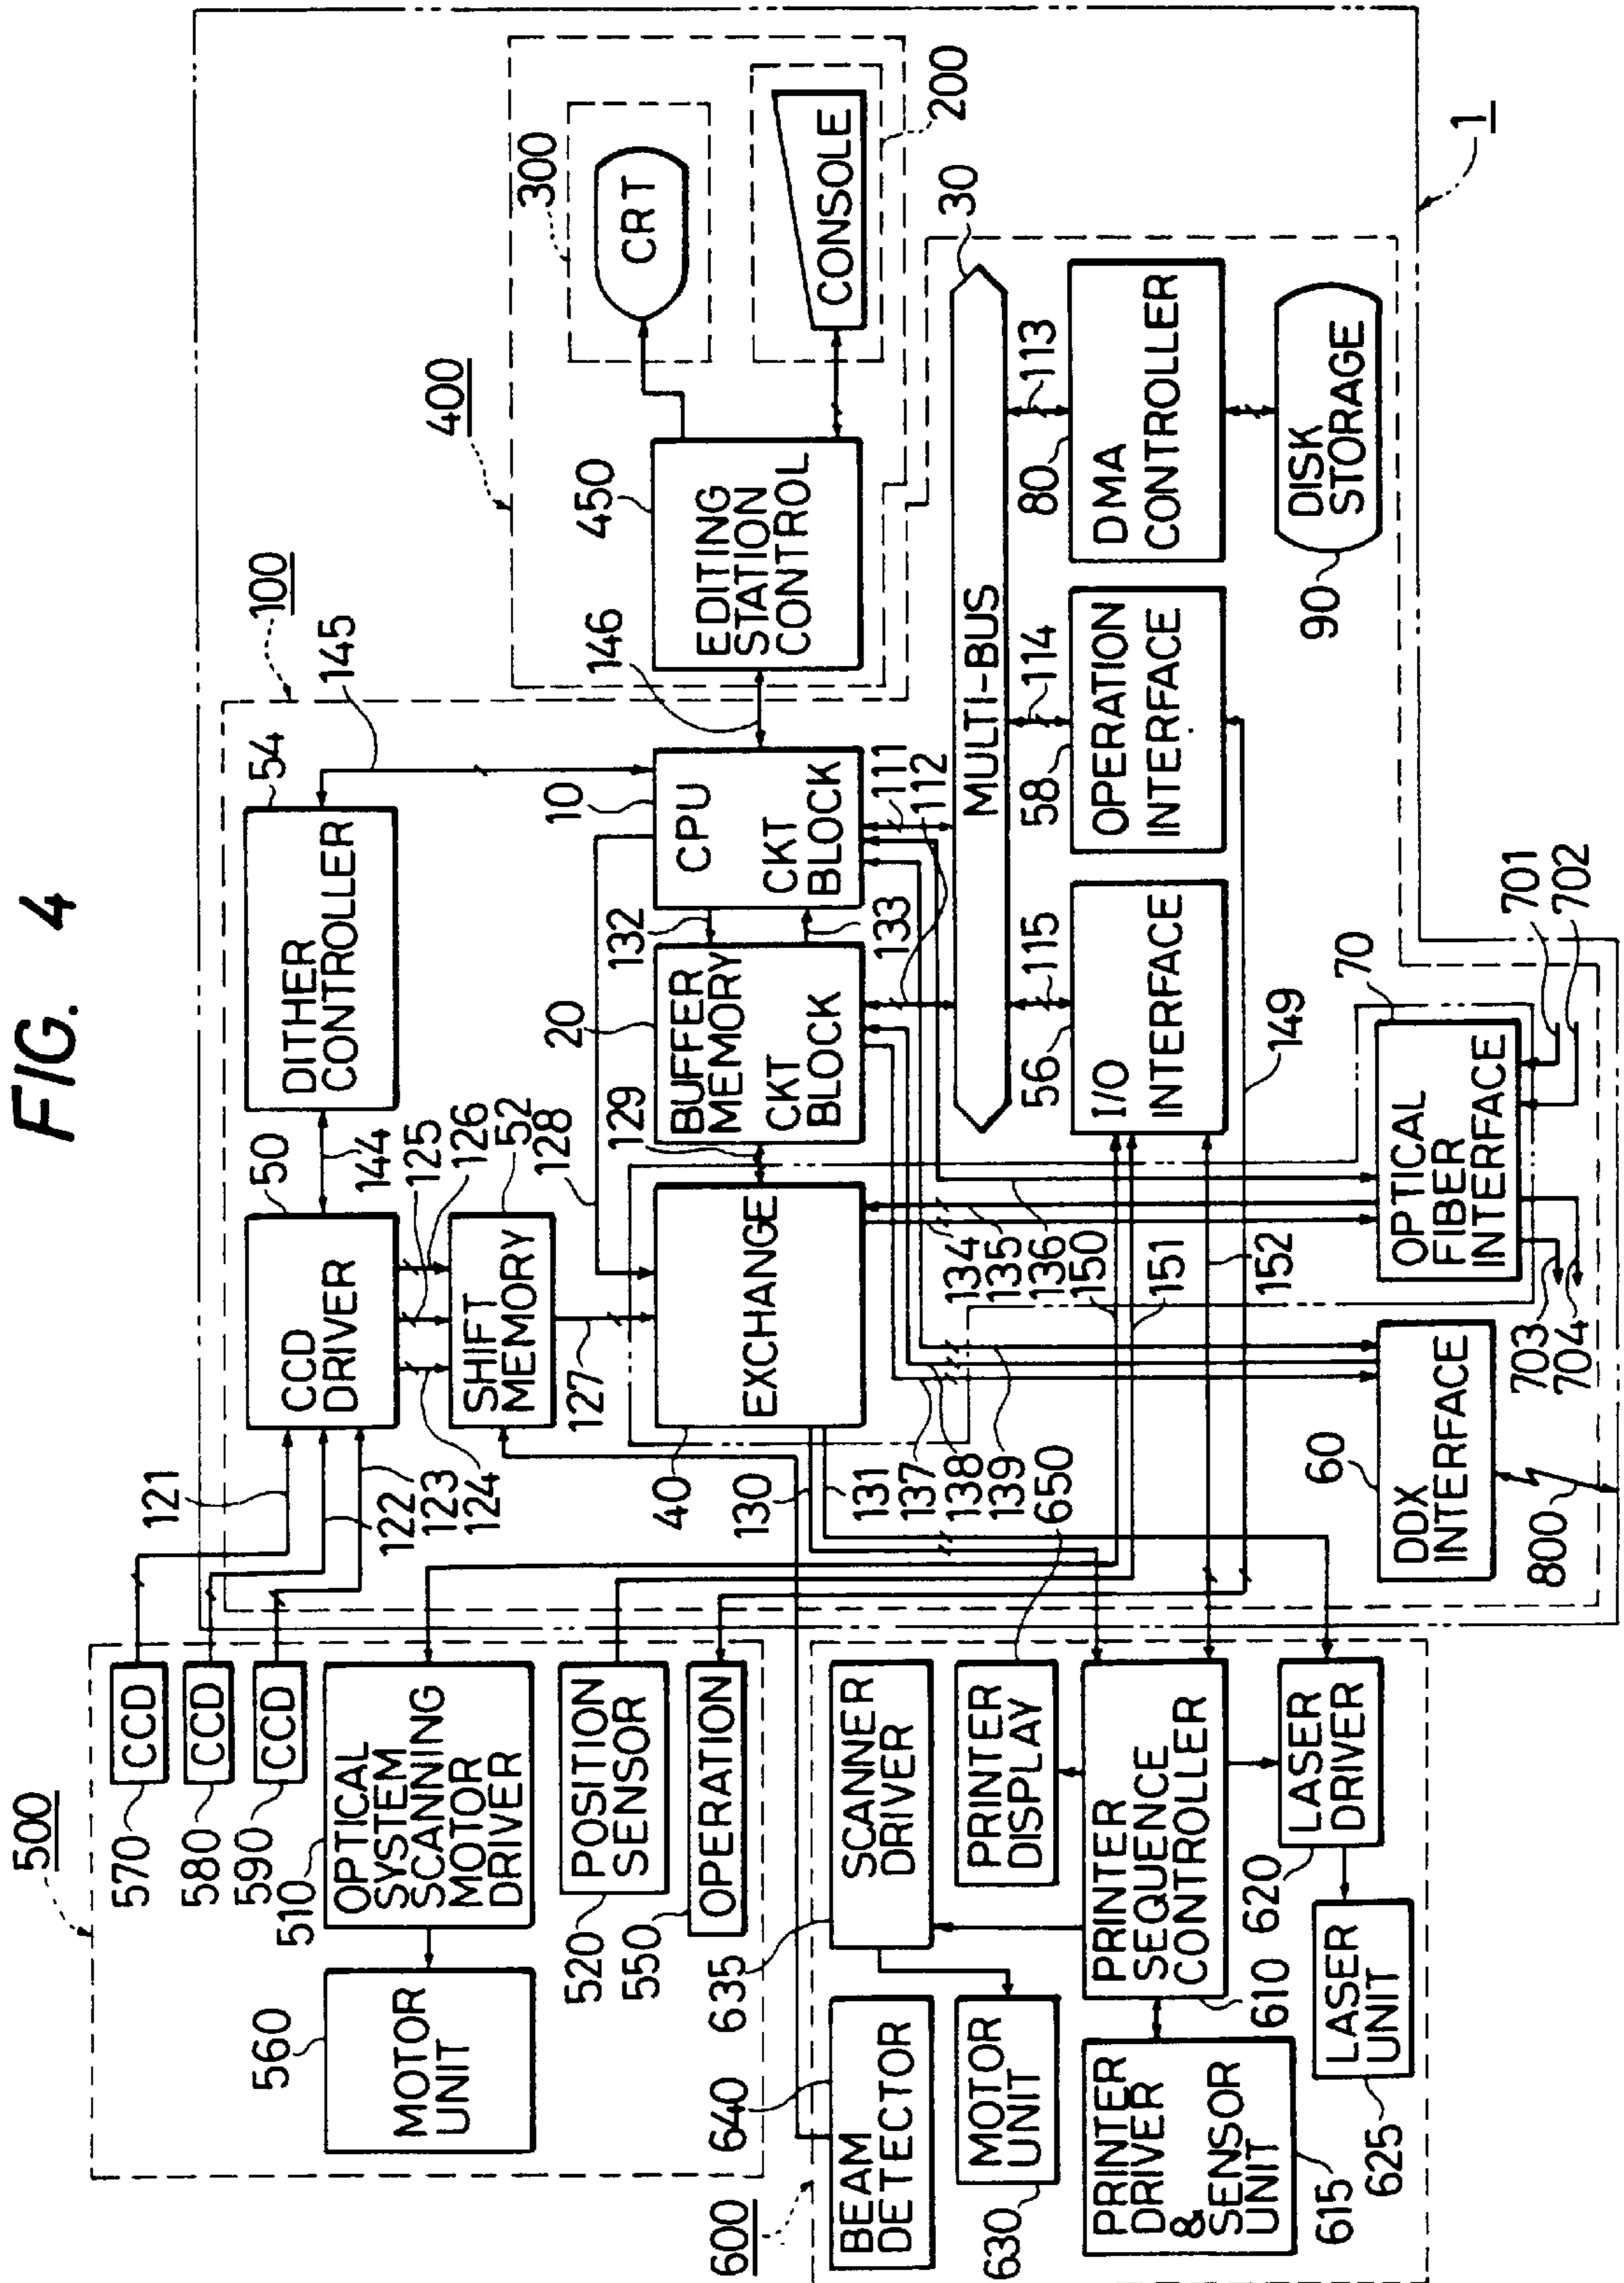 FIG. 4
500
570
CCD
580
CCD
590
CCD
510
OPTICAL
SYSTEM
SCANNING
MOTOR
DRIVER
560
MOTOR
UNIT
520
POSITION
SENSOR
550
OPERATION
600
640
BEAM
DETECTOR
635
SCANNER
DRIVER
630
MOTOR
UNIT
650
PRINTER
DISPLAY
610
PRINTER
SEQUENCE
CONTROLLER
615
PRINTER
DRIVER
& SENSOR
UNIT
620
LASER
DRIVER
625
LASER
UNIT
100
121
122
123
124
50
CCD
DRIVER
144
125
126
52
SHIFT
MEMORY
127
128
54
DITHER
CONTROLLER
145
40
EXCHANGE
129
130
131
20
BUFFER
MEMORY
CKT
BLOCK
132
133
10
CPU
CKT
BLOCK
111
112
146
400
450
EDITING
STATION
CONTROL
300
CRT
200
CONSOLE
30
MULTI-BUS
113
114
115
80
DMA
CONTROLLER
90
DISK
STORAGE
58
OPERATION
INTERFACE
56
I/O
INTERFACE
134
135
136
137
138
139
150
151
152
149
60
DDX
INTERFACE
800
70
OPTICAL
FIBER
INTERFACE
701
702
703
704
1